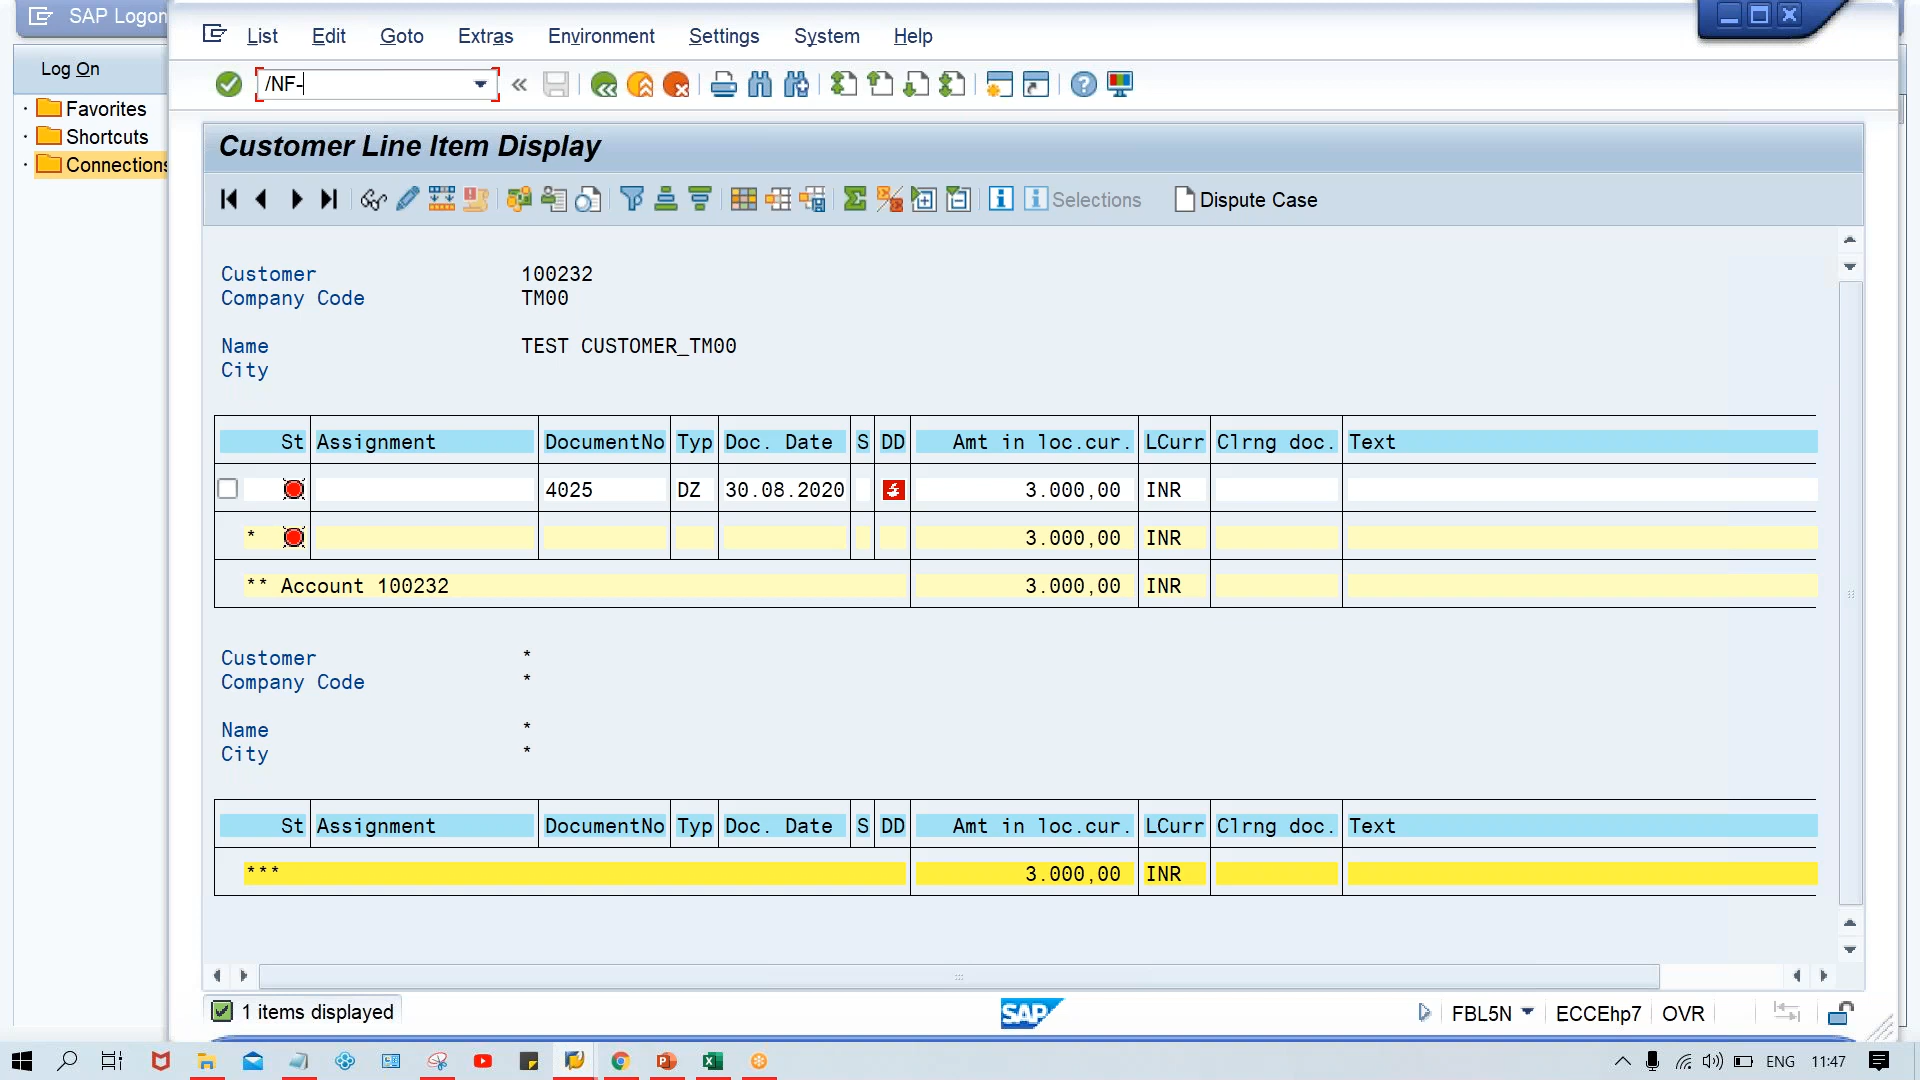 SAP Logon
List Edit Goto Extras Environment Settings System Help
Log On
/NF-
Favorites
Shortcuts
Connections
Customer Line Item Display
Selections Dispute Case
Customer 100232
Company Code TM00
Name TEST CUSTOMER_TM00
City
St Assignment DocumentNo Typ Doc. Date S DD Amt in loc.cur. LCurr Clrng doc. Text
4025 DZ 30.08.2020 3.000,00 INR
* 3.000,00 INR
** Account 100232 3.000,00 INR
Customer *
Company Code *
Name *
City *
St Assignment DocumentNo Typ Doc. Date S DD Amt in loc.cur. LCurr Clrng doc. Text
*** 3.000,00 INR
1 items displayed SAP FBL5N ECCEhp7 OVR
ENG 11:47